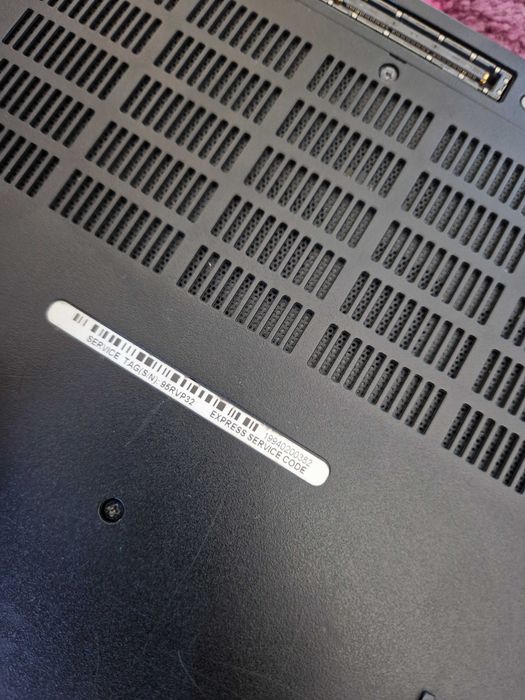 SERVICE TAG(S/N): 95RVP32 EXPRESS SERVICE CODE
19940200382